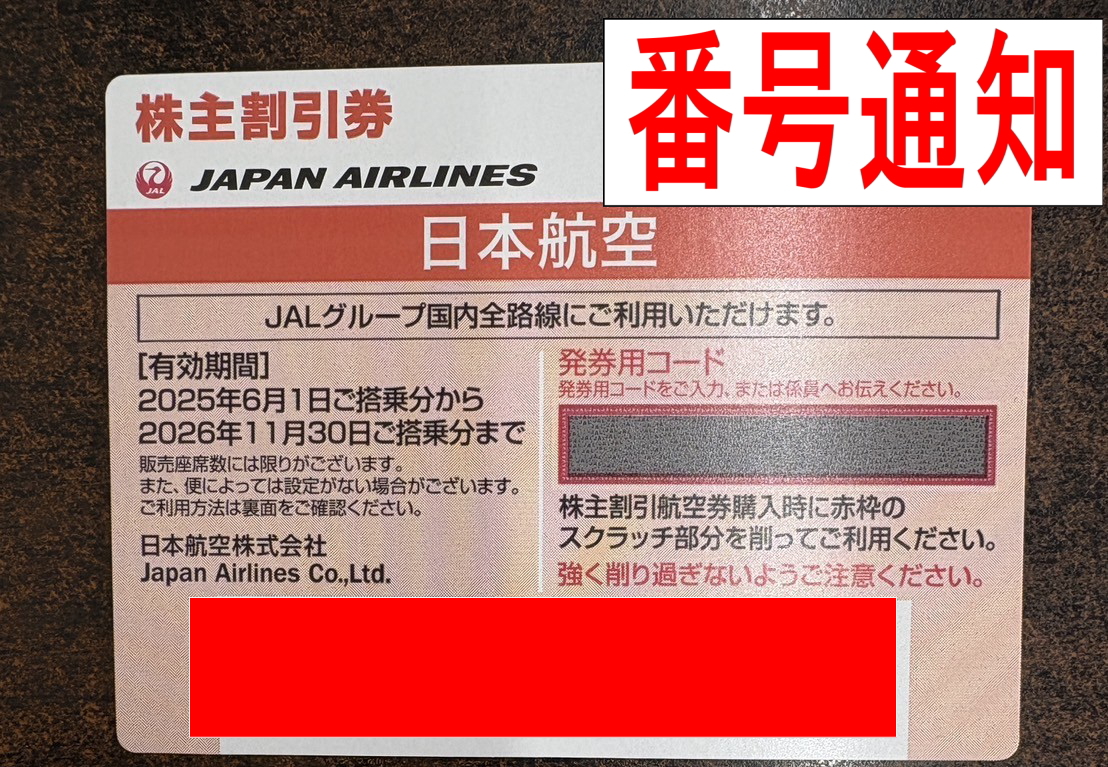 番号通知
株主割引券
JAL
JAPAN AIRLINES
日本航空
JALグループ国内全路線にご利用いただけます。
[有効期間]
2025年6月1日ご搭乗分から
2026年11月30日ご搭乗分まで
販売座席数には限りがございます。
また、便によっては設定がない場合がございます。
ご利用方法は裏面をご確認ください。
日本航空株式会社
Japan Airlines Co.,Ltd.
発券用コード
発券用コードをご入力、または係員へお伝えください。
株主割引航空券購入時に赤枠の
スクラッチ部分を削ってご利用ください。
強く削り過ぎないようご注意ください。